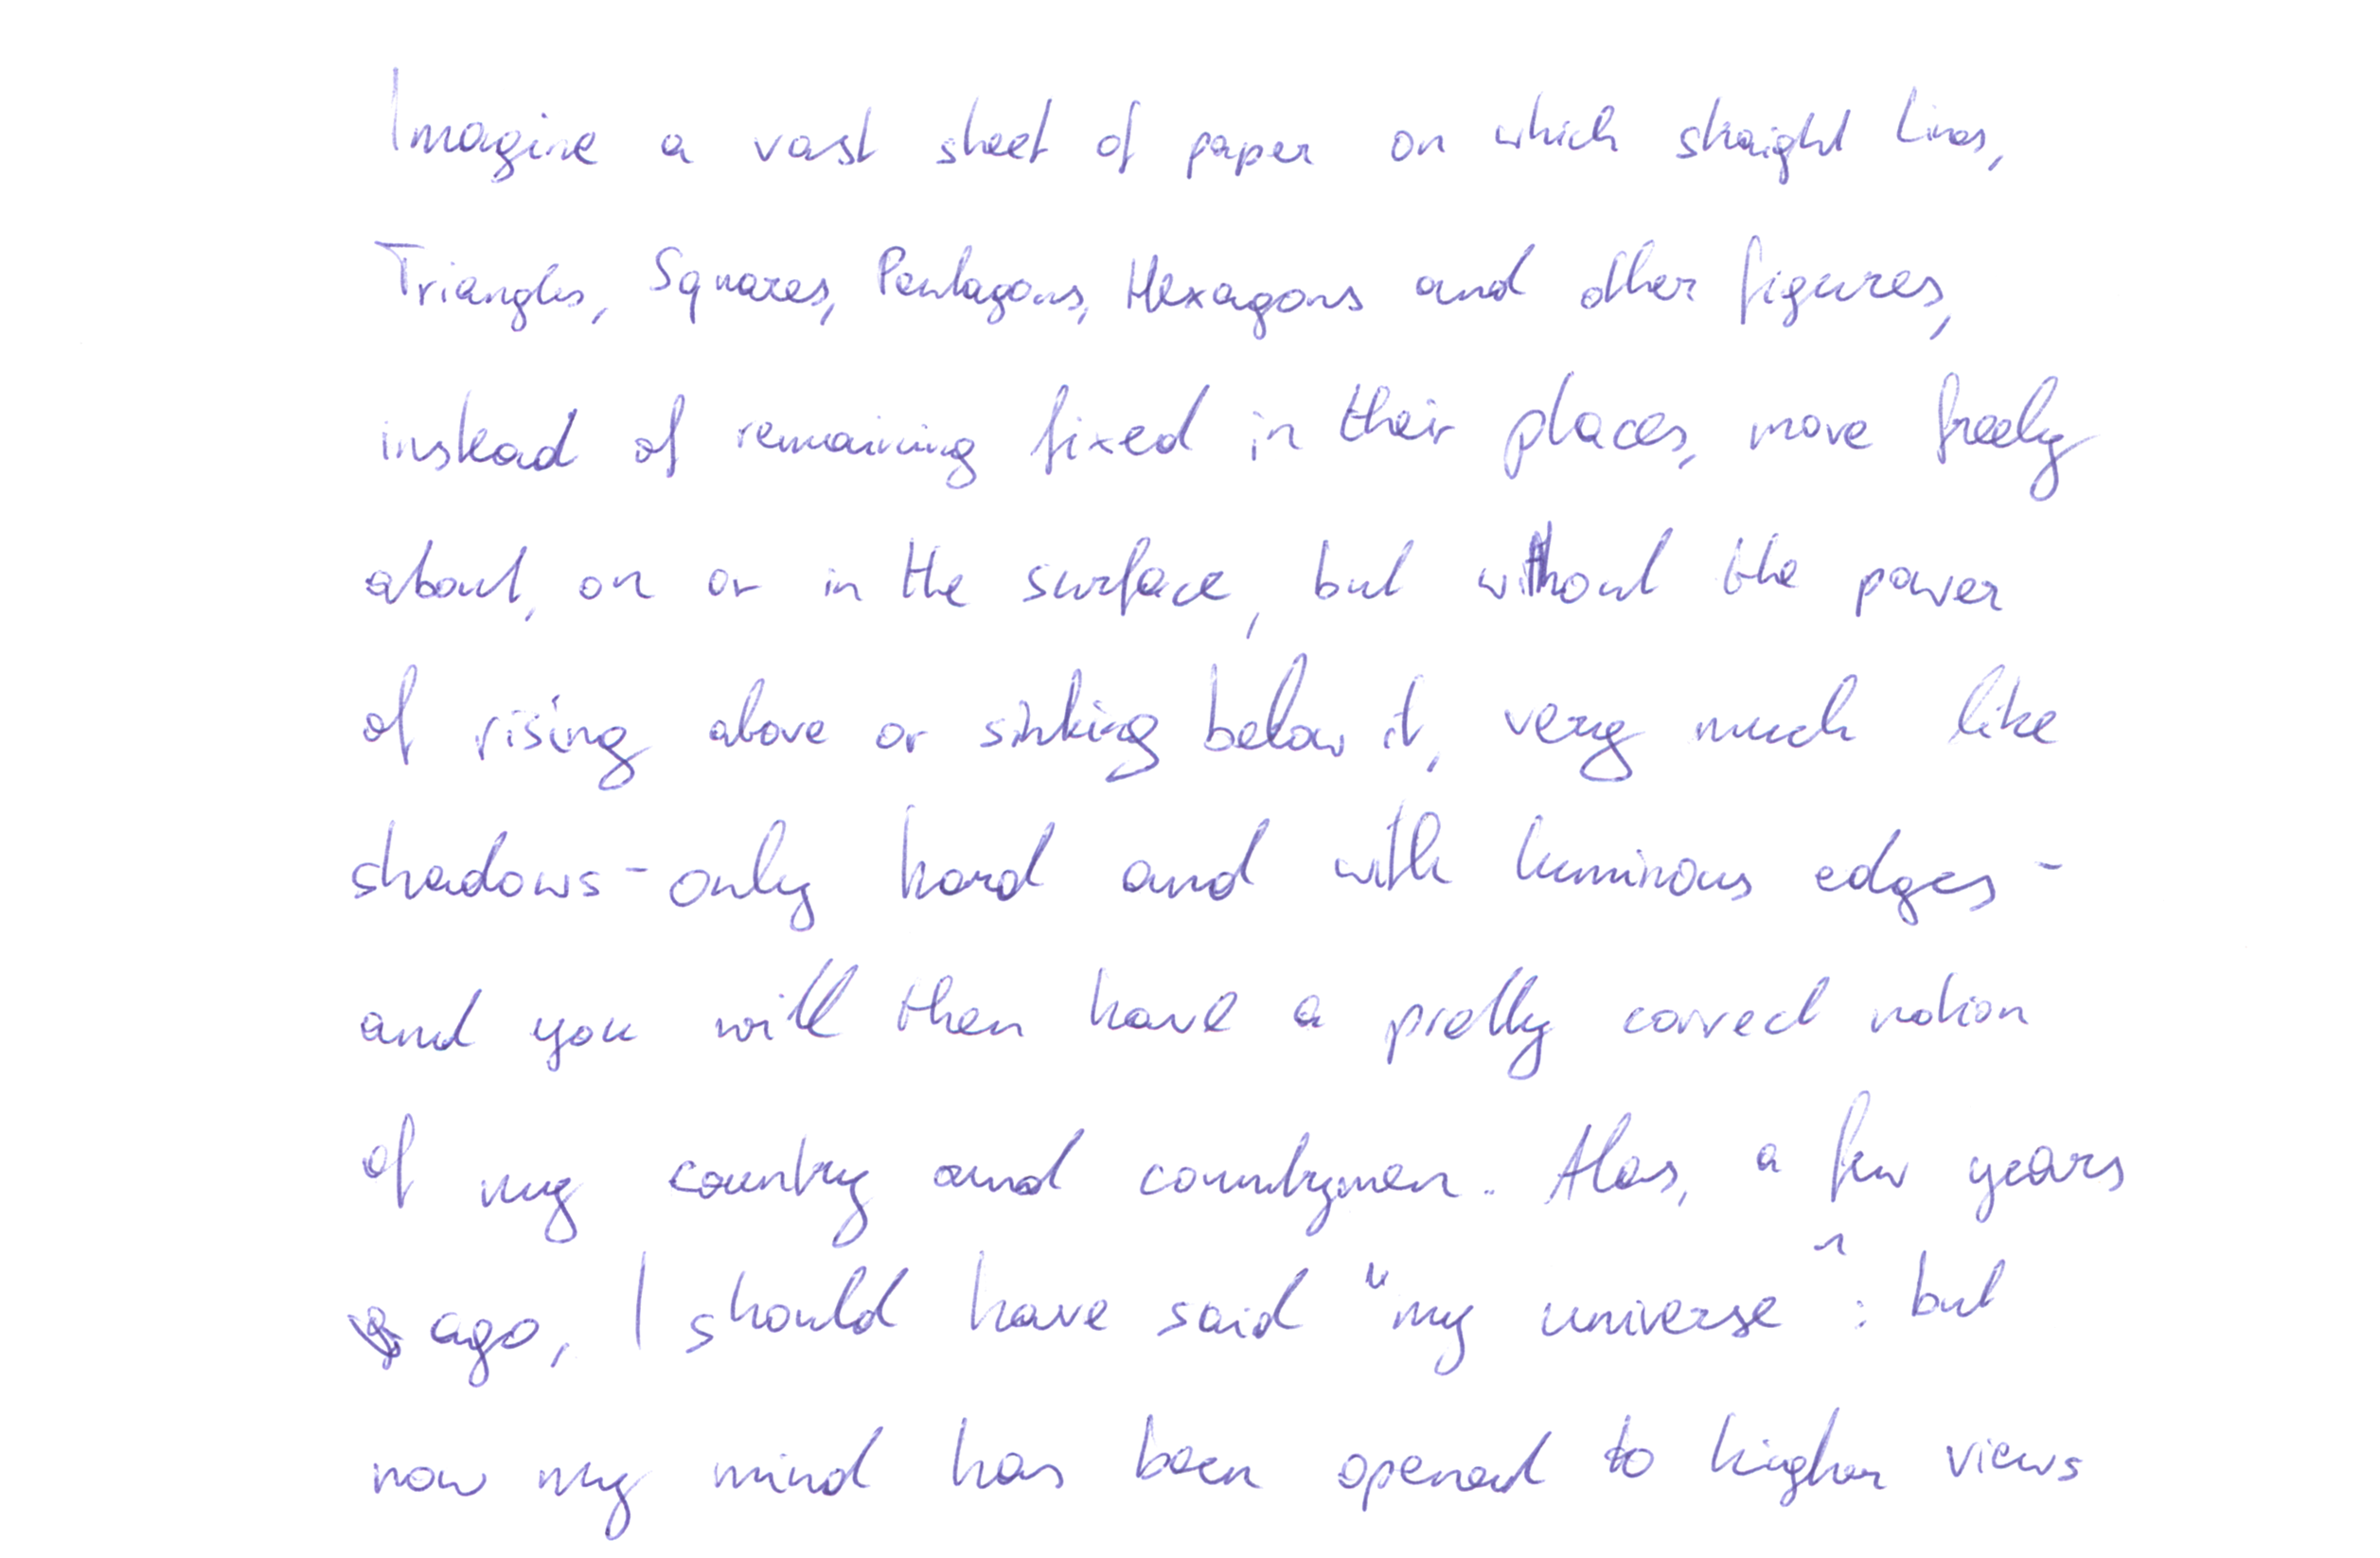 Imagine a vast sheet of paper on which straight Lines,
Triangles, Squares, Pentagons, Hexagons and other figures,
instead of remaining fixed in their places, move freely
about, on or in the surface, but without the power
of rising above or sinking below it, very much like
shadows - only hard and with luminous edges -
and you will then have a pretty correct notion
of my country and countrymen. Alas, a few years
ago, I should have said "my universe": but
now my mind has been opened to higher views